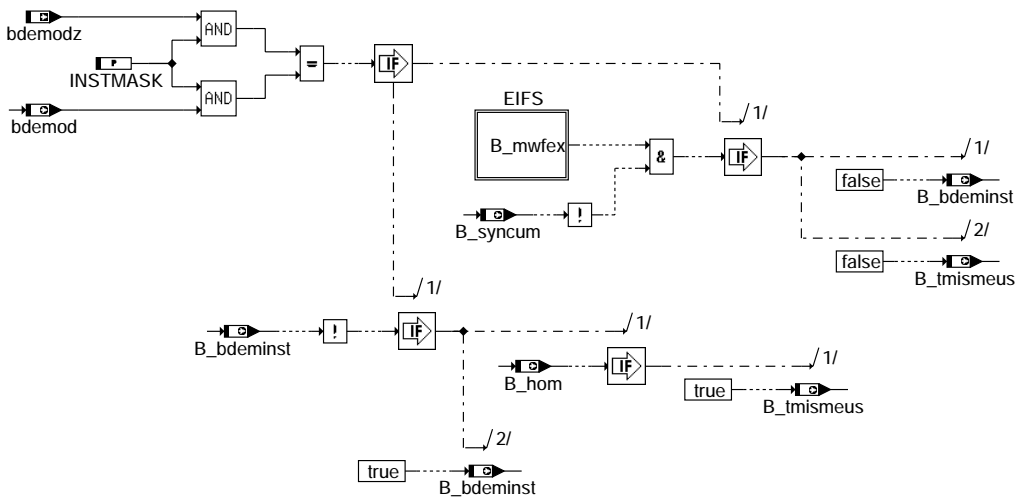 bdemodz
AND
INSTMASK
P
=
IF
AND
bdemod
EIFS
B_mwfex
&
IF
/1/
/1/
false
B_bdeminst
B_syncum
!
/2/
false
B_tmismeus
/1/
B_bdeminst
!
IF
/1/
B_hom
IF
/1/
true
B_tmismeus
/2/
true
B_bdeminst